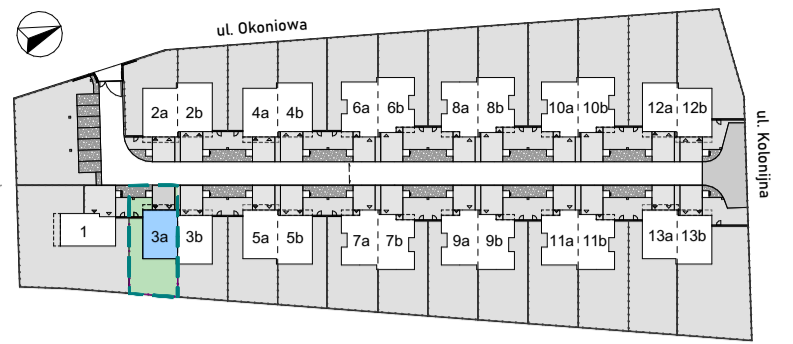 ul. Okoniowa
2a 2b 4a 4b 6a 6b 8a 8b 10a 10b 12a 12b
ul. Kolonijna
1 3a 3b 5a 5b 7a 7b 9a 9b 11a 11b 13a 13b